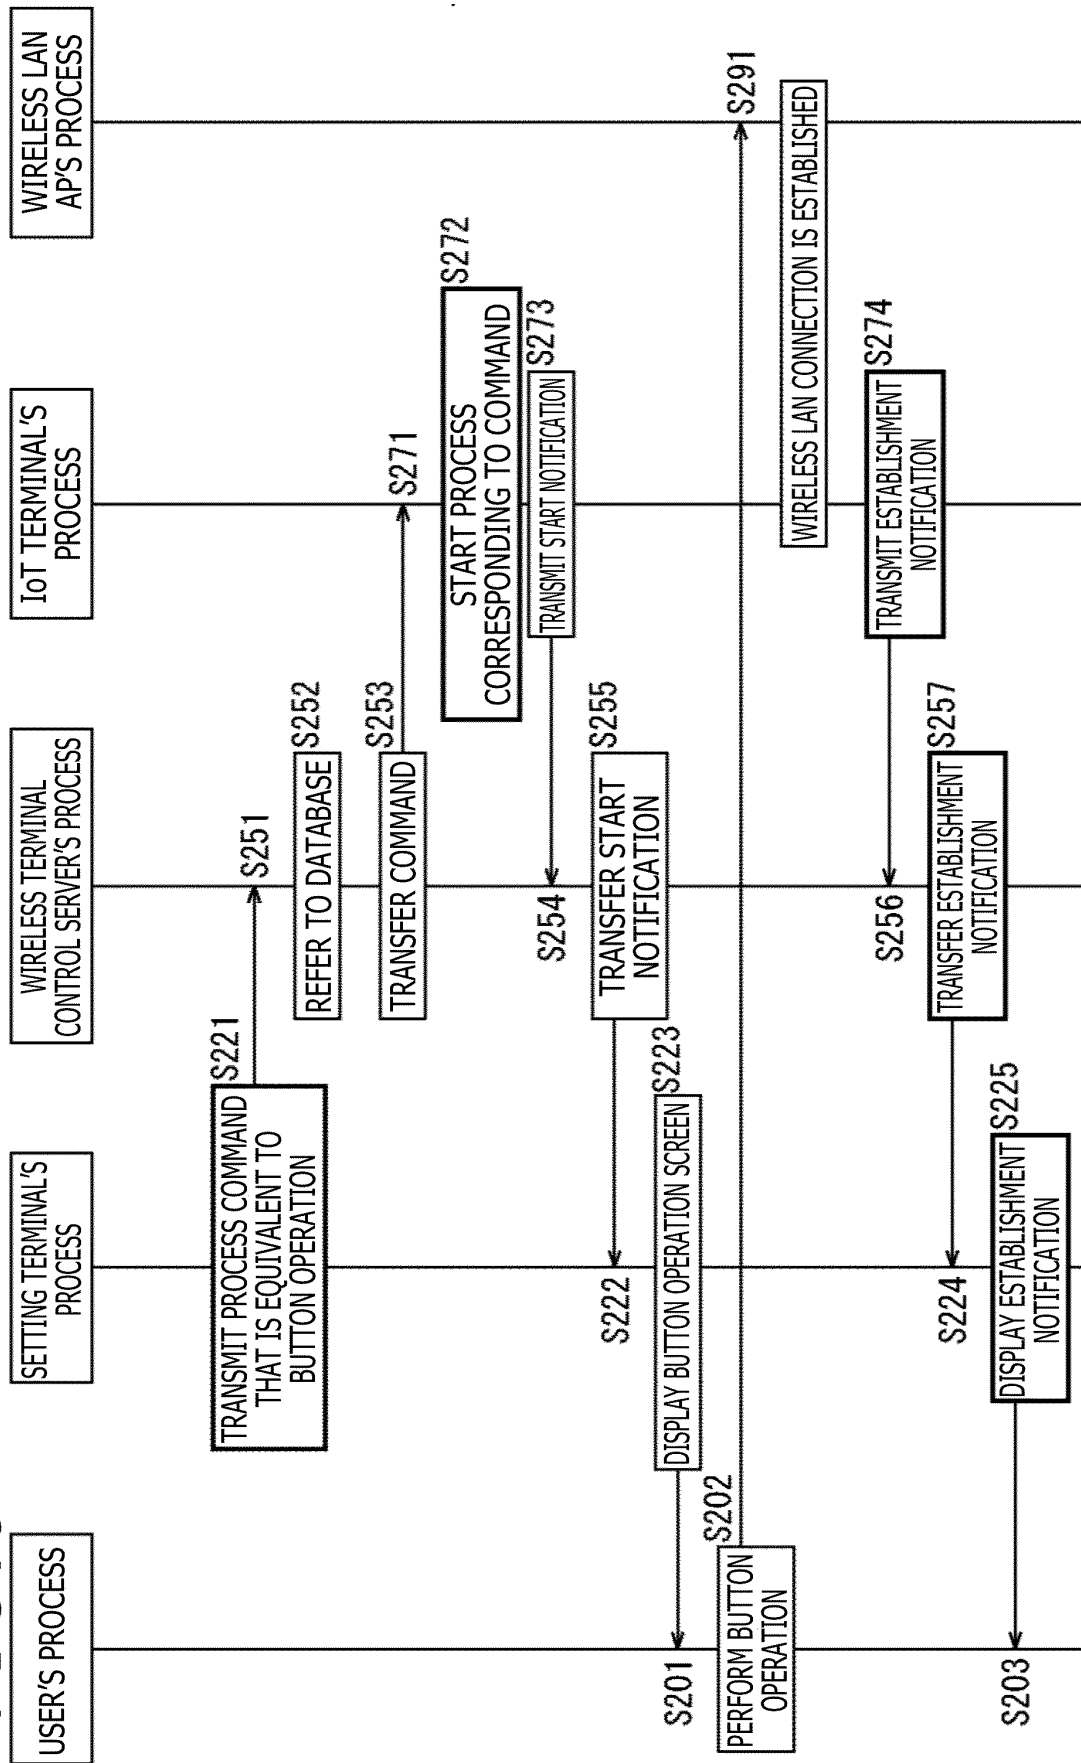 USER'S PROCESS
SETTING TERMINAL'S
PROCESS
WIRELESS TERMINAL
CONTROL SERVER'S PROCESS
IoT TERMINAL'S
PROCESS
WIRELESS LAN
AP'S PROCESS
S221
TRANSMIT PROCESS COMMAND
THAT IS EQUIVALENT TO
BUTTON OPERATION
S251
S252
REFER TO DATABASE
S253
TRANSFER COMMAND
S271
S272
START PROCESS
CORRESPONDING TO COMMAND
S273
TRANSMIT START NOTIFICATION
S254
S255
TRANSFER START
NOTIFICATION
S222
S223
DISPLAY BUTTON OPERATION SCREEN
S201
S202
PERFORM BUTTON
OPERATION
S291
WIRELESS LAN CONNECTION IS ESTABLISHED
S274
TRANSMIT ESTABLISHMENT
NOTIFICATION
S256
S257
TRANSFER ESTABLISHMENT
NOTIFICATION
S224
S225
DISPLAY ESTABLISHMENT
NOTIFICATION
S203